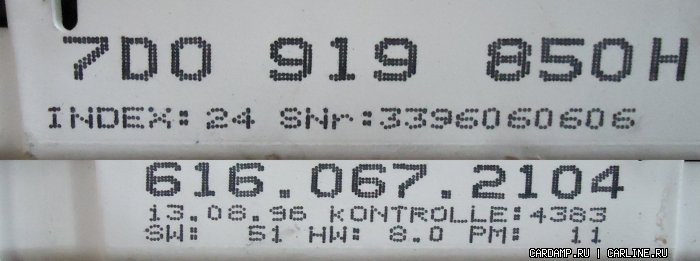 7D0 919 850H
INDEX: 24 SNr:3396060606
616.067.2104
13.08.96 KONTROLLE:4383
SW: 51 HW: 8.0 PM: 11
CARDAMP.RU | CARLINE.RU